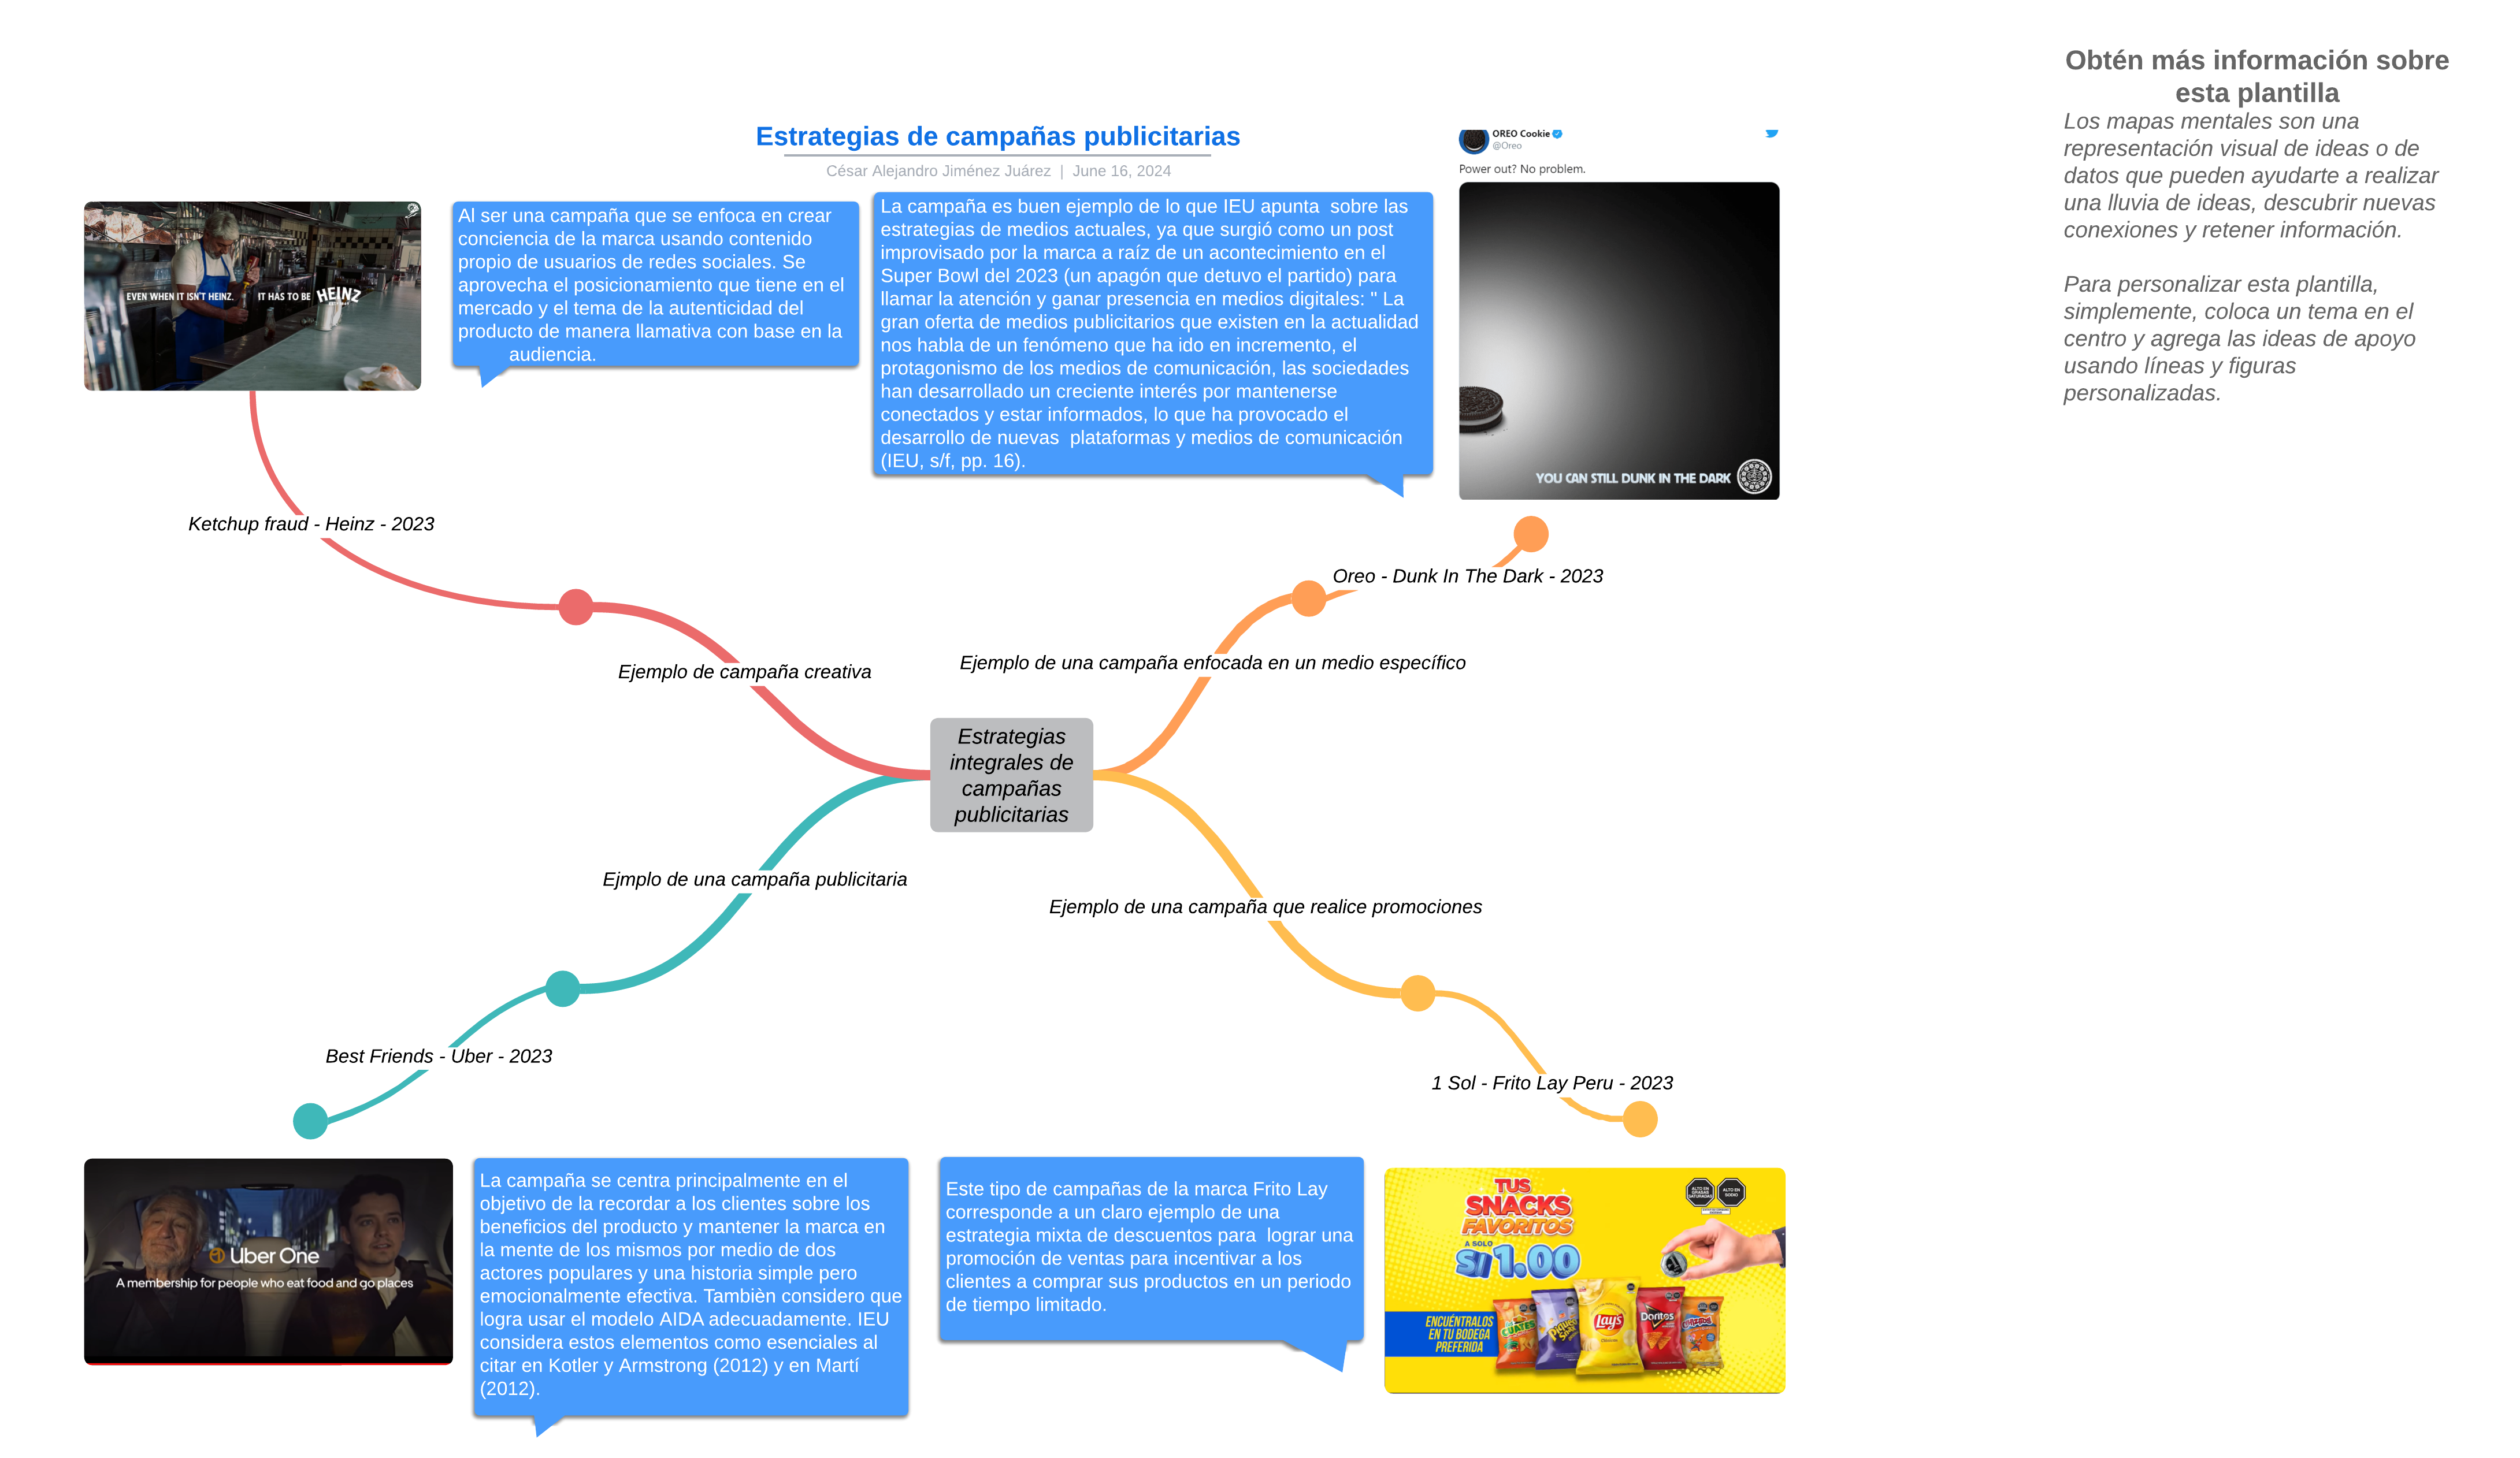 Obtén más información sobre
esta plantilla
Los mapas mentales son una
representación visual de ideas o de
datos que pueden ayudarte a realizar
una lluvia de ideas, descubrir nuevas
conexiones y retener información.
Para personalizar esta plantilla,
simplemente, coloca un tema en el
centro y agrega las ideas de apoyo
usando líneas y figuras
personalizadas.
Estrategias de campañas publicitarias
César Alejandro Jiménez Juárez | June 16, 2024
EVEN WHEN IT ISN'T HEINZ. IT HAS TO BE HEINZ
Al ser una campaña que se enfoca en crear
conciencia de la marca usando contenido
propio de usuarios de redes sociales. Se
aprovecha el posicionamiento que tiene en el
mercado y el tema de la autenticidad del
producto de manera llamativa con base en la
audiencia.
La campaña es buen ejemplo de lo que IEU apunta  sobre las
estrategias de medios actuales, ya que surgió como un post
improvisado por la marca a raíz de un acontecimiento en el
Super Bowl del 2023 (un apagón que detuvo el partido) para
llamar la atención y ganar presencia en medios digitales: " La
gran oferta de medios publicitarios que existen en la actualidad
nos habla de un fenómeno que ha ido en incremento, el
protagonismo de los medios de comunicación, las sociedades
han desarrollado un creciente interés por mantenerse
conectados y estar informados, lo que ha provocado el
desarrollo de nuevas  plataformas y medios de comunicación
(IEU, s/f, pp. 16).
OREO Cookie
@Oreo
Power out? No problem.
YOU CAN STILL DUNK IN THE DARK
Ketchup fraud - Heinz - 2023
Oreo - Dunk In The Dark - 2023
Ejemplo de campaña creativa
Ejemplo de una campaña enfocada en un medio específico
Estrategias
integrales de
campañas
publicitarias
Ejmplo de una campaña publicitaria
Ejemplo de una campaña que realice promociones
Best Friends - Uber - 2023
1 Sol - Frito Lay Peru - 2023
Uber One
A membership for people who eat food and go places
La campaña se centra principalmente en el
objetivo de la recordar a los clientes sobre los
beneficios del producto y mantener la marca en
la mente de los mismos por medio de dos
actores populares y una historia simple pero
emocionalmente efectiva. Tambièn considero que
logra usar el modelo AIDA adecuadamente. IEU
considera estos elementos como esenciales al
citar en Kotler y Armstrong (2012) y en Martí
(2012).
Este tipo de campañas de la marca Frito Lay
corresponde a un claro ejemplo de una
estrategia mixta de descuentos para  lograr una
promoción de ventas para incentivar a los
clientes a comprar sus productos en un periodo
de tiempo limitado.
TUS
SNACKS
FAVORITOS
A SOLO
S/1.00
ALTO EN
GRASAS
SATURADAS
ALTO EN
SODIO
ENCUÉNTRALOS
EN TU BODEGA
PREFERIDA
CUATES
Piqueo
Snax
Lay's
Doritos